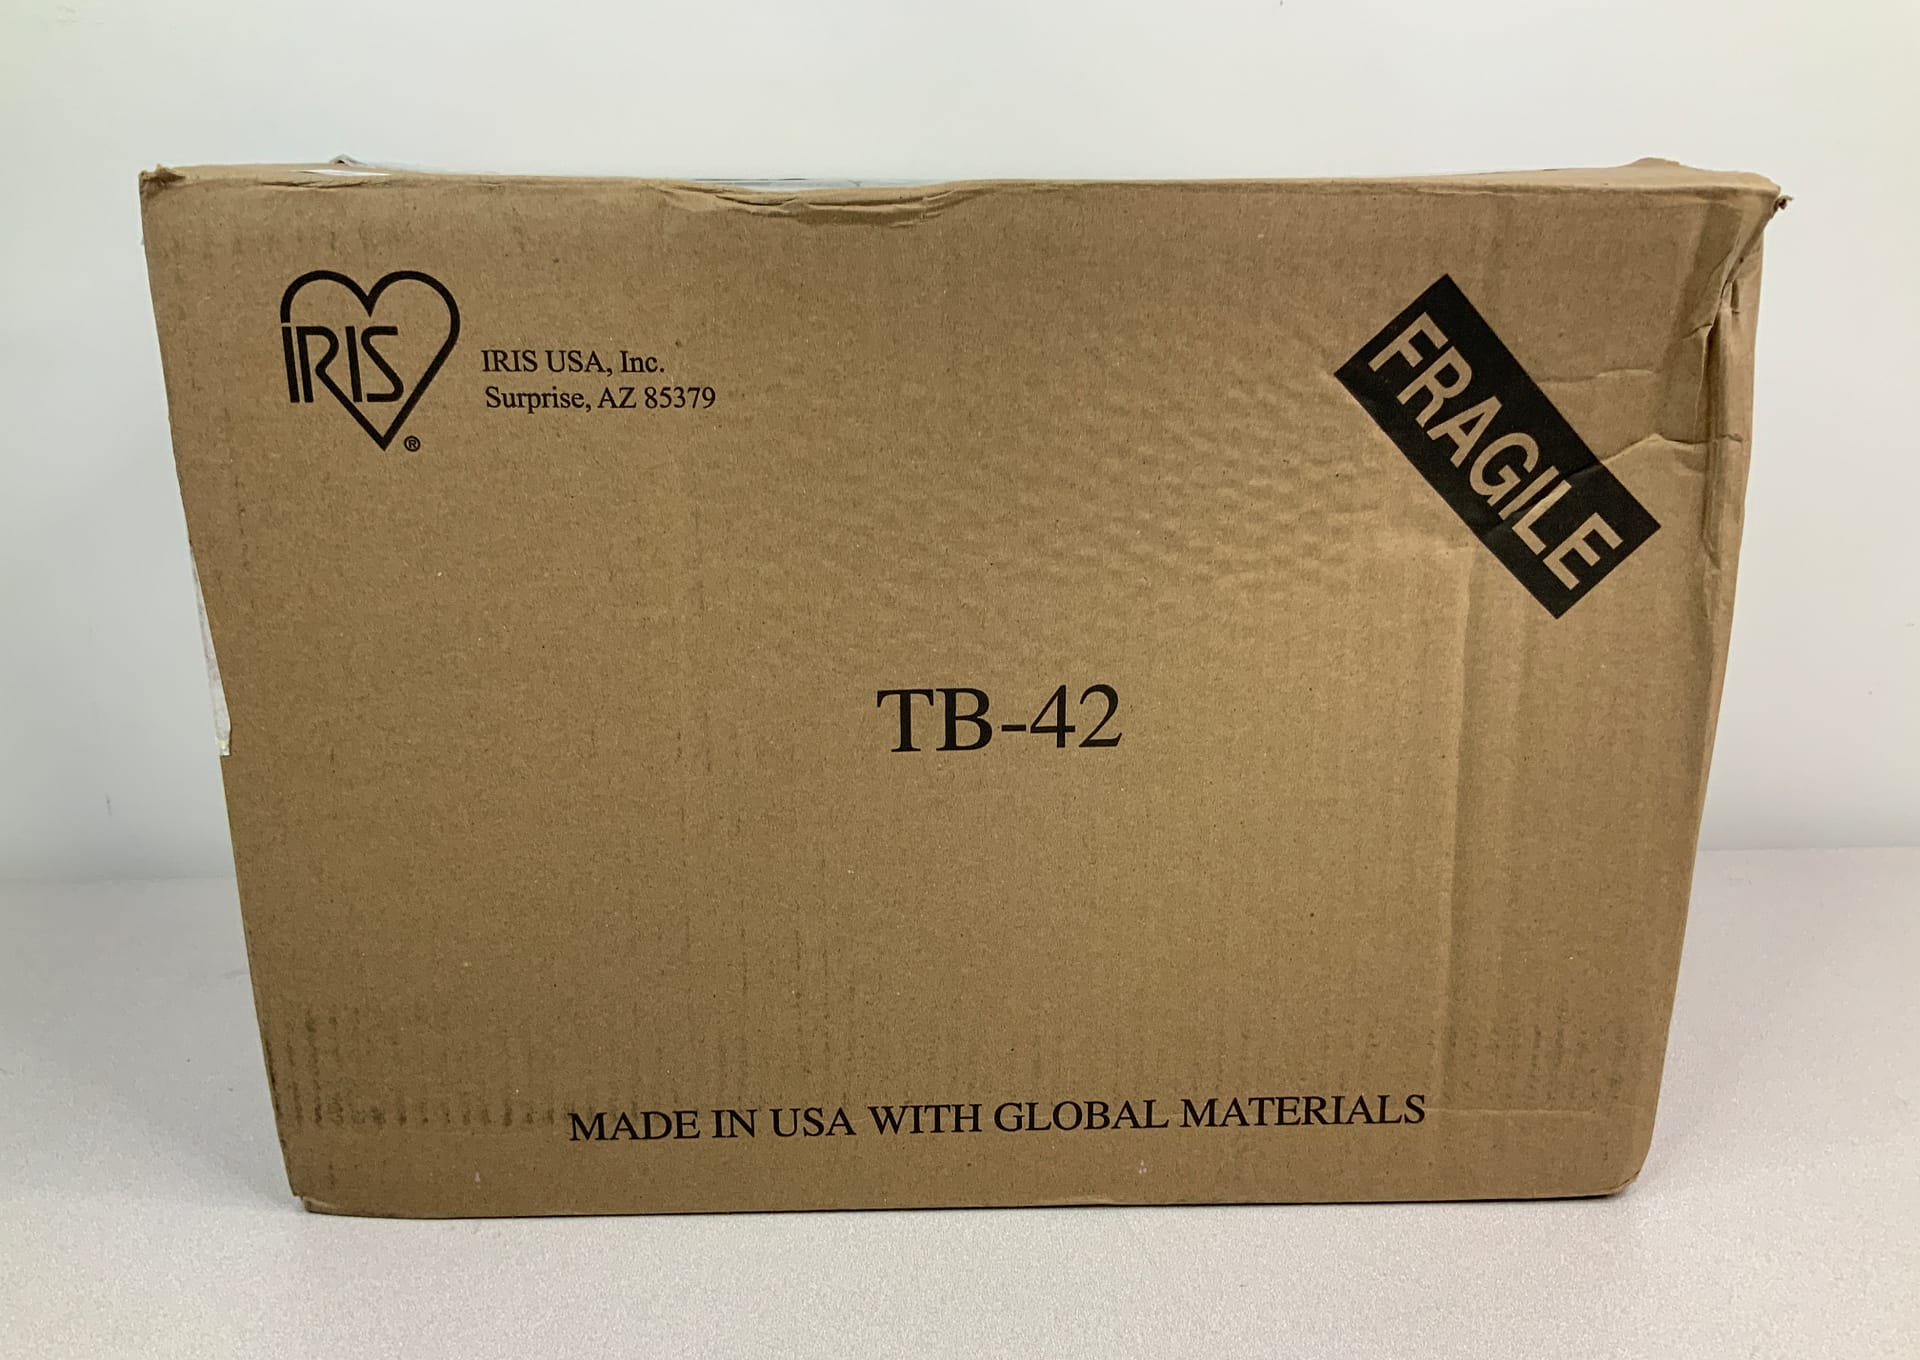 IRIS
®
IRIS USA, Inc.
Surprise, AZ 85379
FRAGILE
TB-42
MADE IN USA WITH GLOBAL MATERIALS